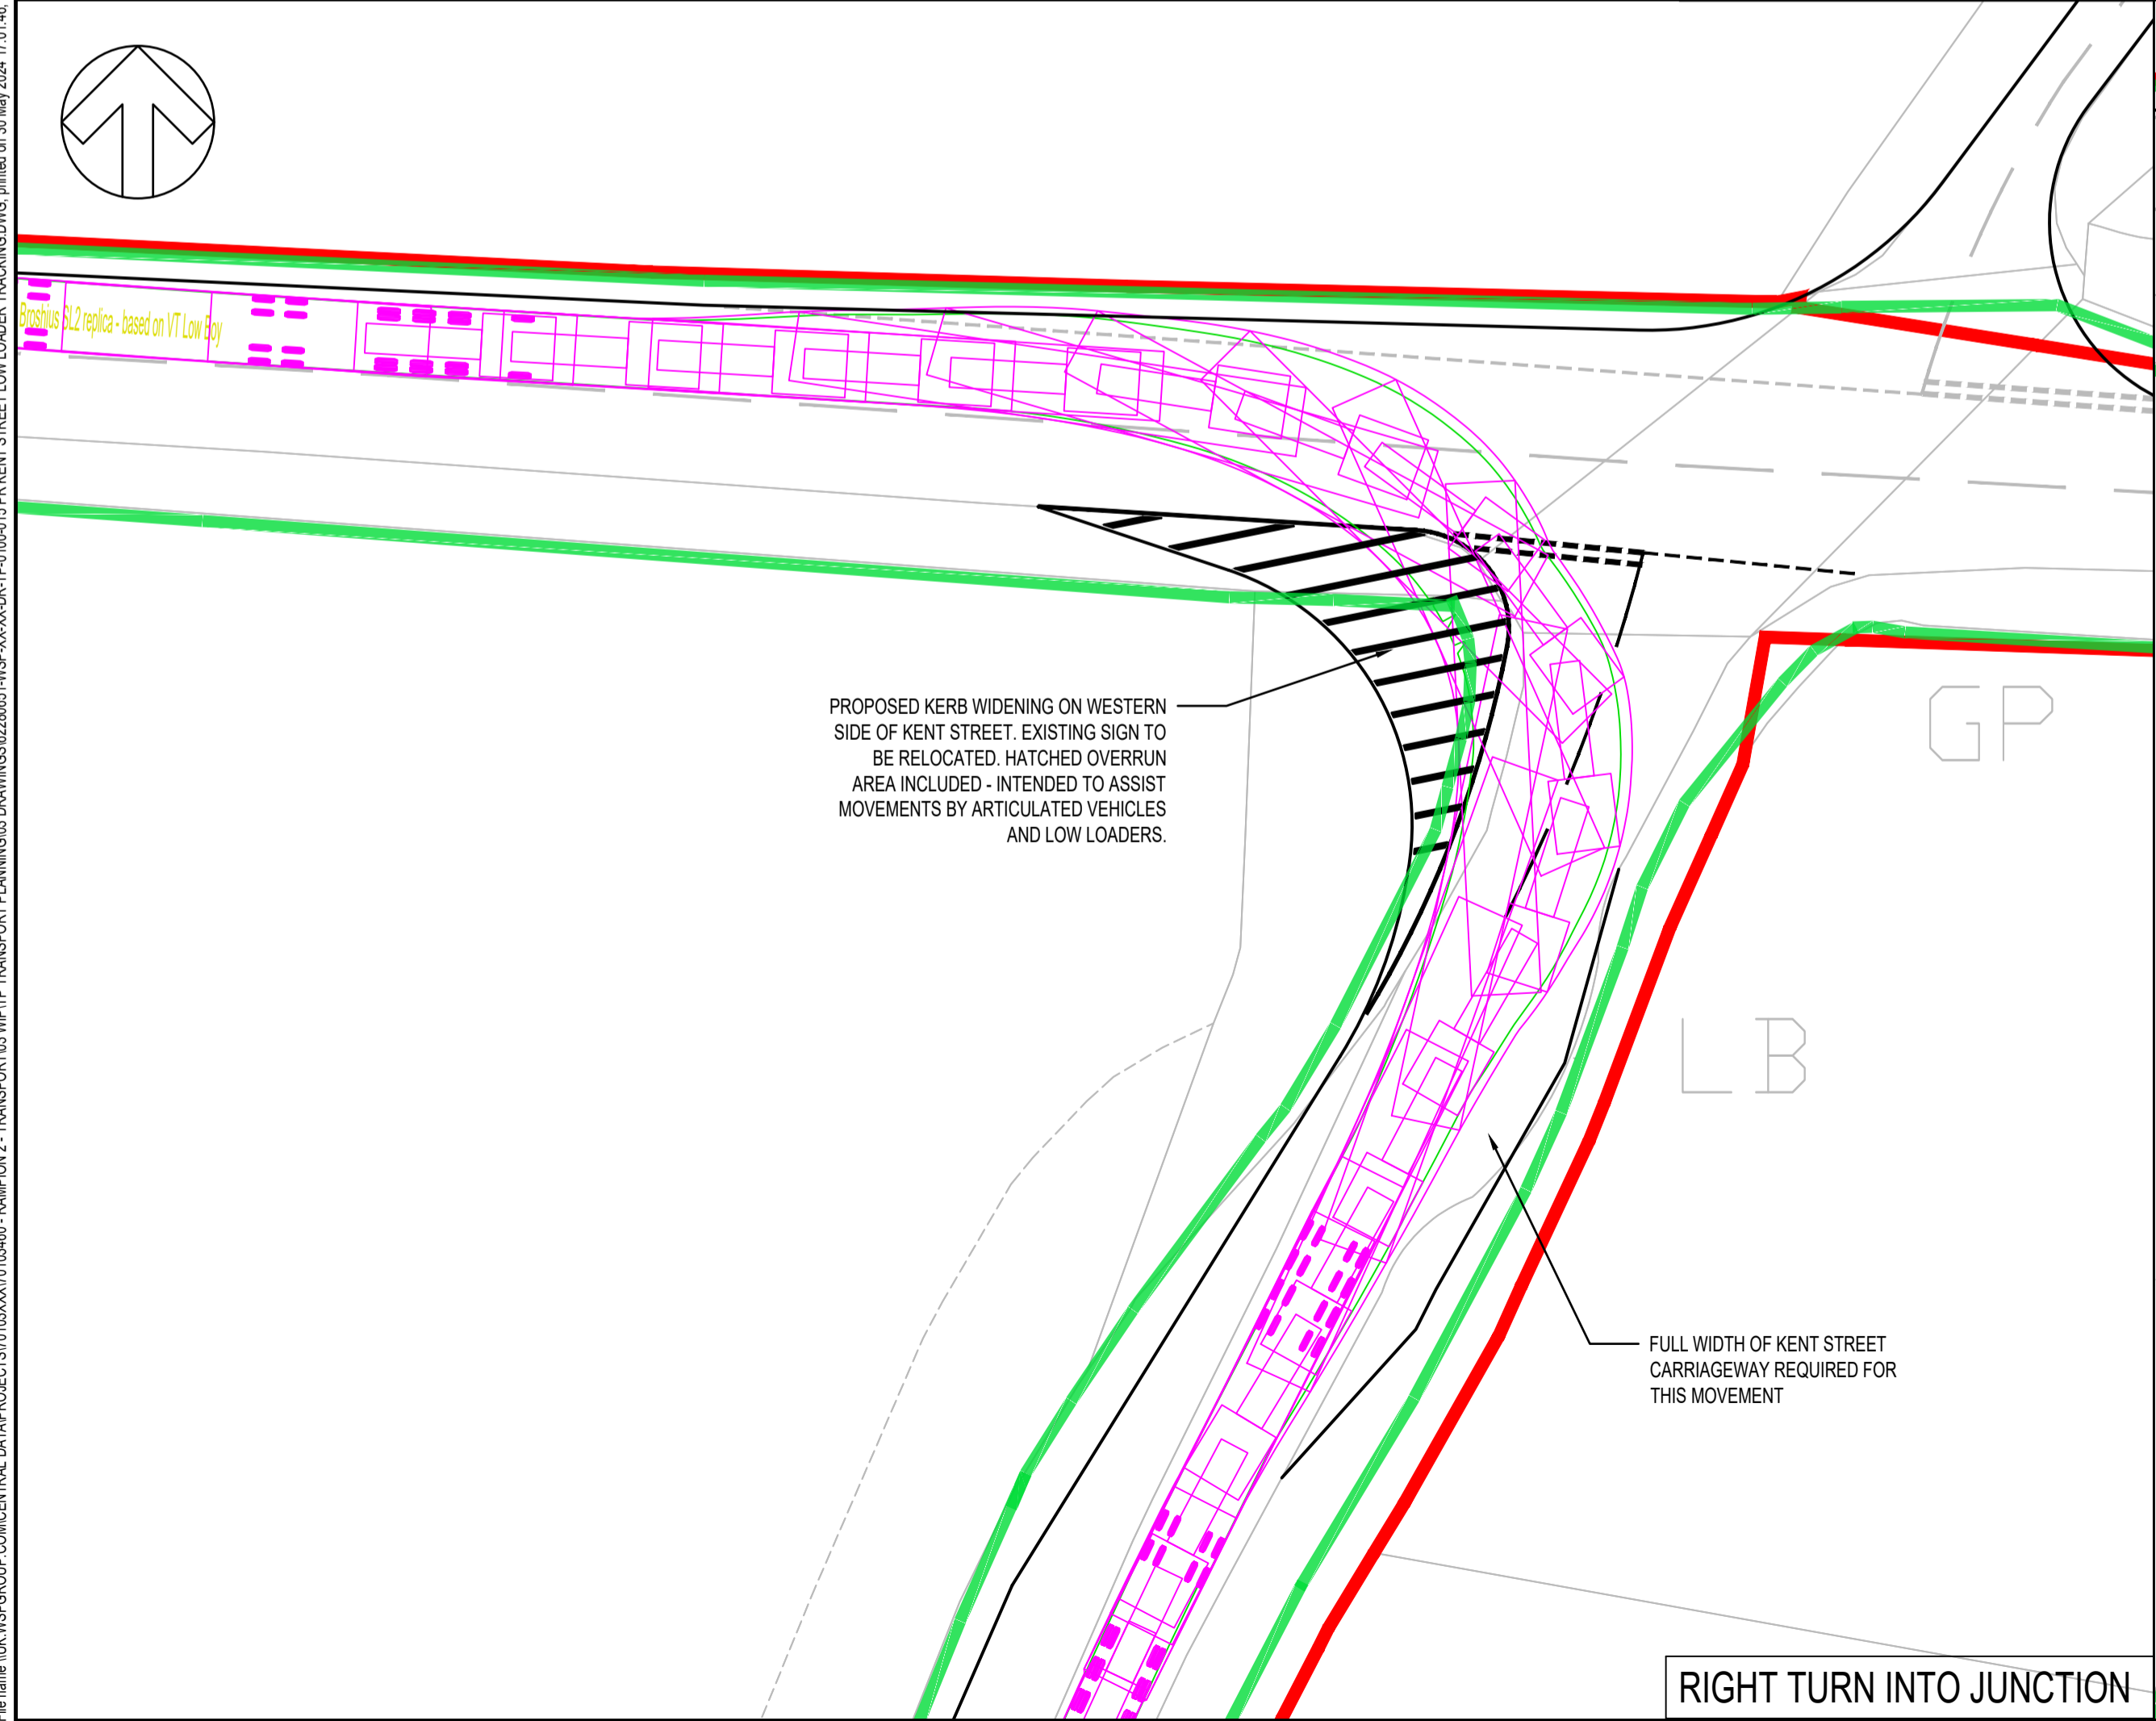 Broshius SL2 replica - based on VT Low Boy
PROPOSED KERB WIDENING ON WESTERN
SIDE OF KENT STREET. EXISTING SIGN TO
BE RELOCATED. HATCHED OVERRUN
AREA INCLUDED - INTENDED TO ASSIST
MOVEMENTS BY ARTICULATED VEHICLES
AND LOW LOADERS.
GP
LB
FULL WIDTH OF KENT STREET
CARRIAGEWAY REQUIRED FOR
THIS MOVEMENT
RIGHT TURN INTO JUNCTION